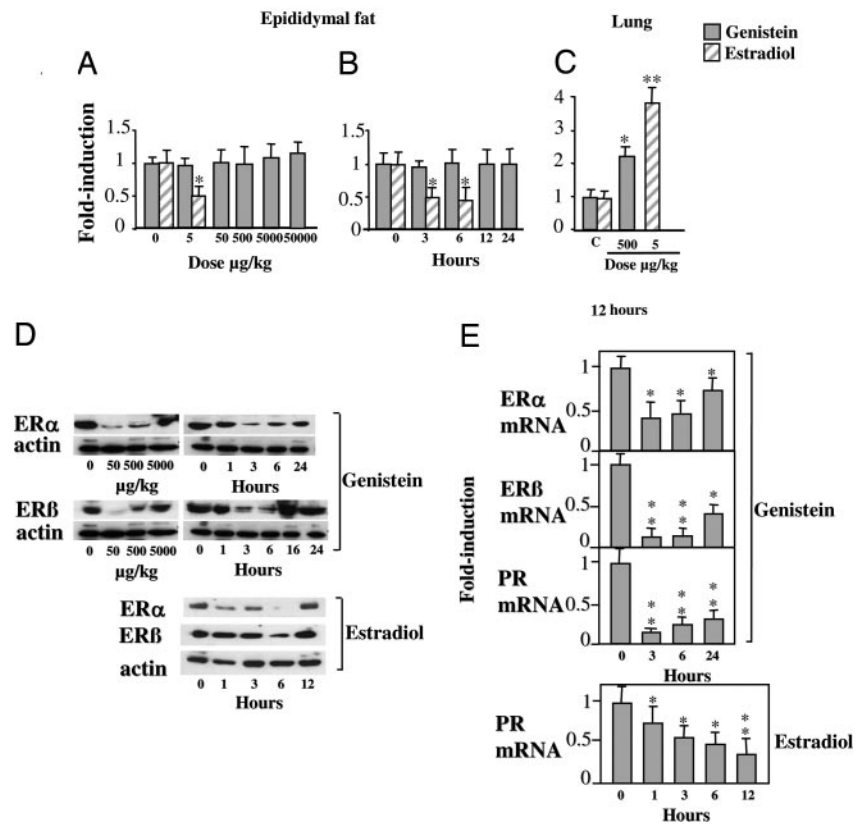 Epididymal fat
Lung
Genistein
Estradiol
A
B
C
Fold-induction
1.5
1
0.5
0
0 5 50 500 5000 50000
Dose µg/kg
1.5
1
0.5
0
0 3 6 12 24
Hours
4
3
2
1
0
* * * * **
C 500 5
Dose µg/kg
12 hours
D
ERα
actin
0 50 500 5000
µg/kg
0 1 3 6 24
Hours
ERß
actin
0 50 500 5000
µg/kg
0 1 3 6 16 24
Hours
Genistein
ERα
ERß
actin
0 1 3 6 12
Hours
Estradiol
E
Fold-induction
ERα
mRNA
1
0.5
0
* * *
ERß
mRNA
1
0.5
0
** ** *
PR
mRNA
1
0.5
0
** ** **
0 3 6 24
Genistein
PR
mRNA
1
0.5
0
* * * **
0 1 3 6 12
Hours
Estradiol